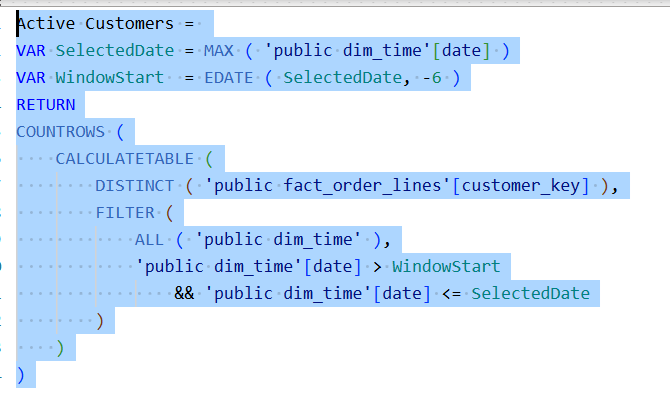 Active Customers =
VAR SelectedDate = MAX ( 'public dim_time'[date] )
VAR WindowStart  = EDATE ( SelectedDate, -6 )
RETURN
COUNTROWS (
    CALCULATETABLE (
        DISTINCT ( 'public fact_order_lines'[customer_key] ),
        FILTER (
            ALL ( 'public dim_time' ),
            'public dim_time'[date] > WindowStart
                && 'public dim_time'[date] <= SelectedDate
        )
    )
)